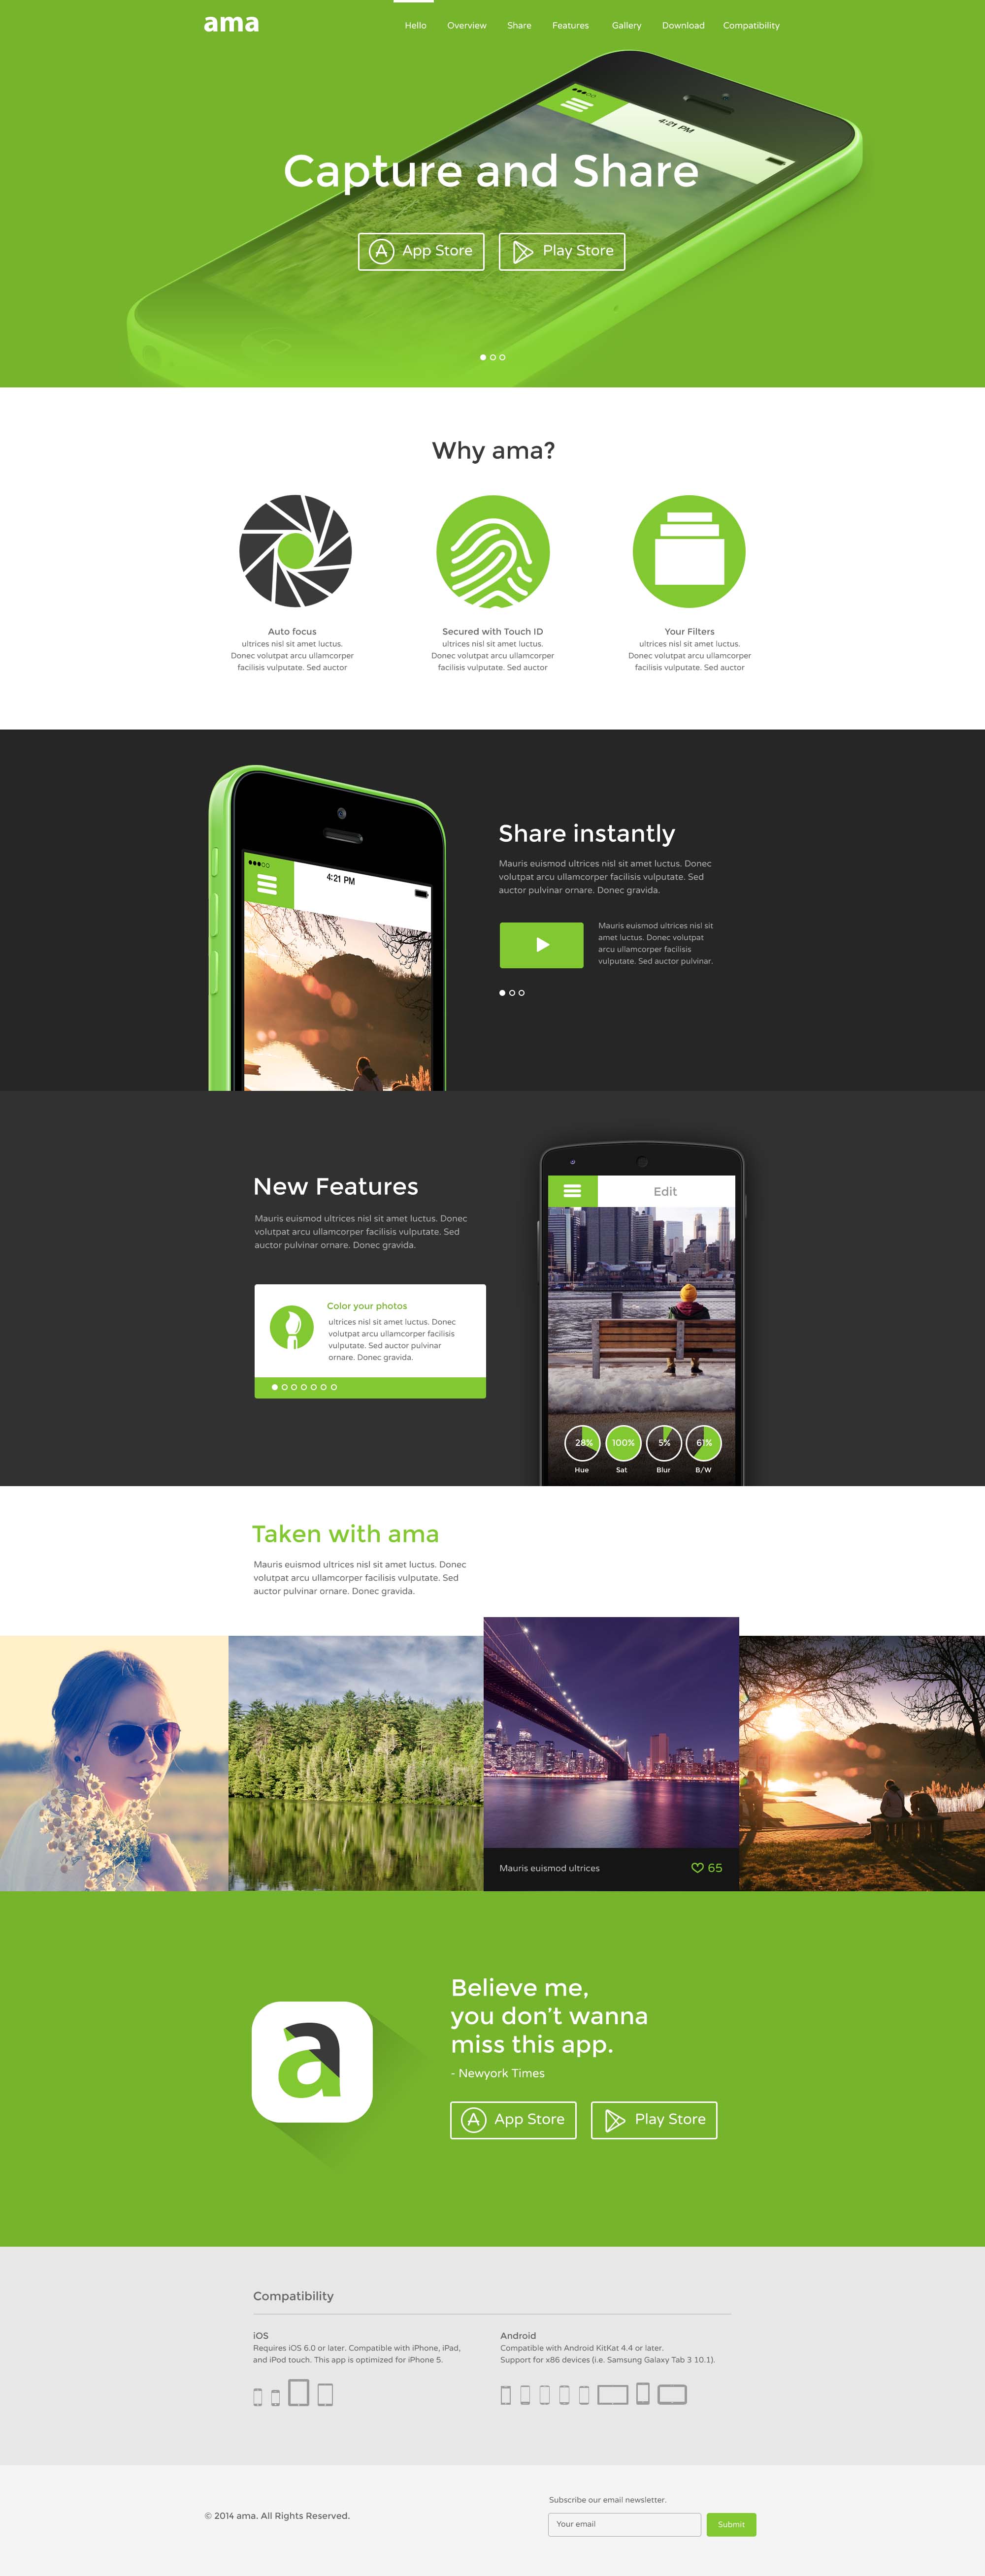 ama
Hello Overview Share Features Gallery Download Compatibility
4:21 PM
Capture and Share
App Store Play Store
Why ama?
Auto focus
ultrices nisl sit amet luctus.
Donec volutpat arcu ullamcorper
facilisis vulputate. Sed auctor
Secured with Touch ID
ultrices nisl sit amet luctus.
Donec volutpat arcu ullamcorper
facilisis vulputate. Sed auctor
Your Filters
ultrices nisl sit amet luctus.
Donec volutpat arcu ullamcorper
facilisis vulputate. Sed auctor
4:21 PM
Share instantly
Mauris euismod ultrices nisl sit amet luctus. Donec
volutpat arcu ullamcorper facilisis vulputate. Sed
auctor pulvinar ornare. Donec gravida.
Mauris euismod ultrices nisl sit
amet luctus. Donec volutpat
arcu ullamcorper facilisis
vulputate. Sed auctor pulvinar.
New Features
Mauris euismod ultrices nisl sit amet luctus. Donec
volutpat arcu ullamcorper facilisis vulputate. Sed
auctor pulvinar ornare. Donec gravida.
Color your photos
ultrices nisl sit amet luctus. Donec
volutpat arcu ullamcorper facilisis
vulputate. Sed auctor pulvinar
ornare. Donec gravida.
Edit
28% 100% 5% 61%
Hue Sat Blur B/W
Taken with ama
Mauris euismod ultrices nisl sit amet luctus. Donec
volutpat arcu ullamcorper facilisis vulputate. Sed
auctor pulvinar ornare. Donec gravida.
Mauris euismod ultrices 65
a
Believe me,
you don't wanna
miss this app.
- Newyork Times
App Store Play Store
Compatibility
iOS
Requires iOS 6.0 or later. Compatible with iPhone, iPad,
and iPod touch. This app is optimized for iPhone 5.
Android
Compatible with Android KitKat 4.4 or later.
Support for x86 devices (i.e. Samsung Galaxy Tab 3 10.1).
© 2014 ama. All Rights Reserved.
Subscribe our email newsletter.
Your email Submit